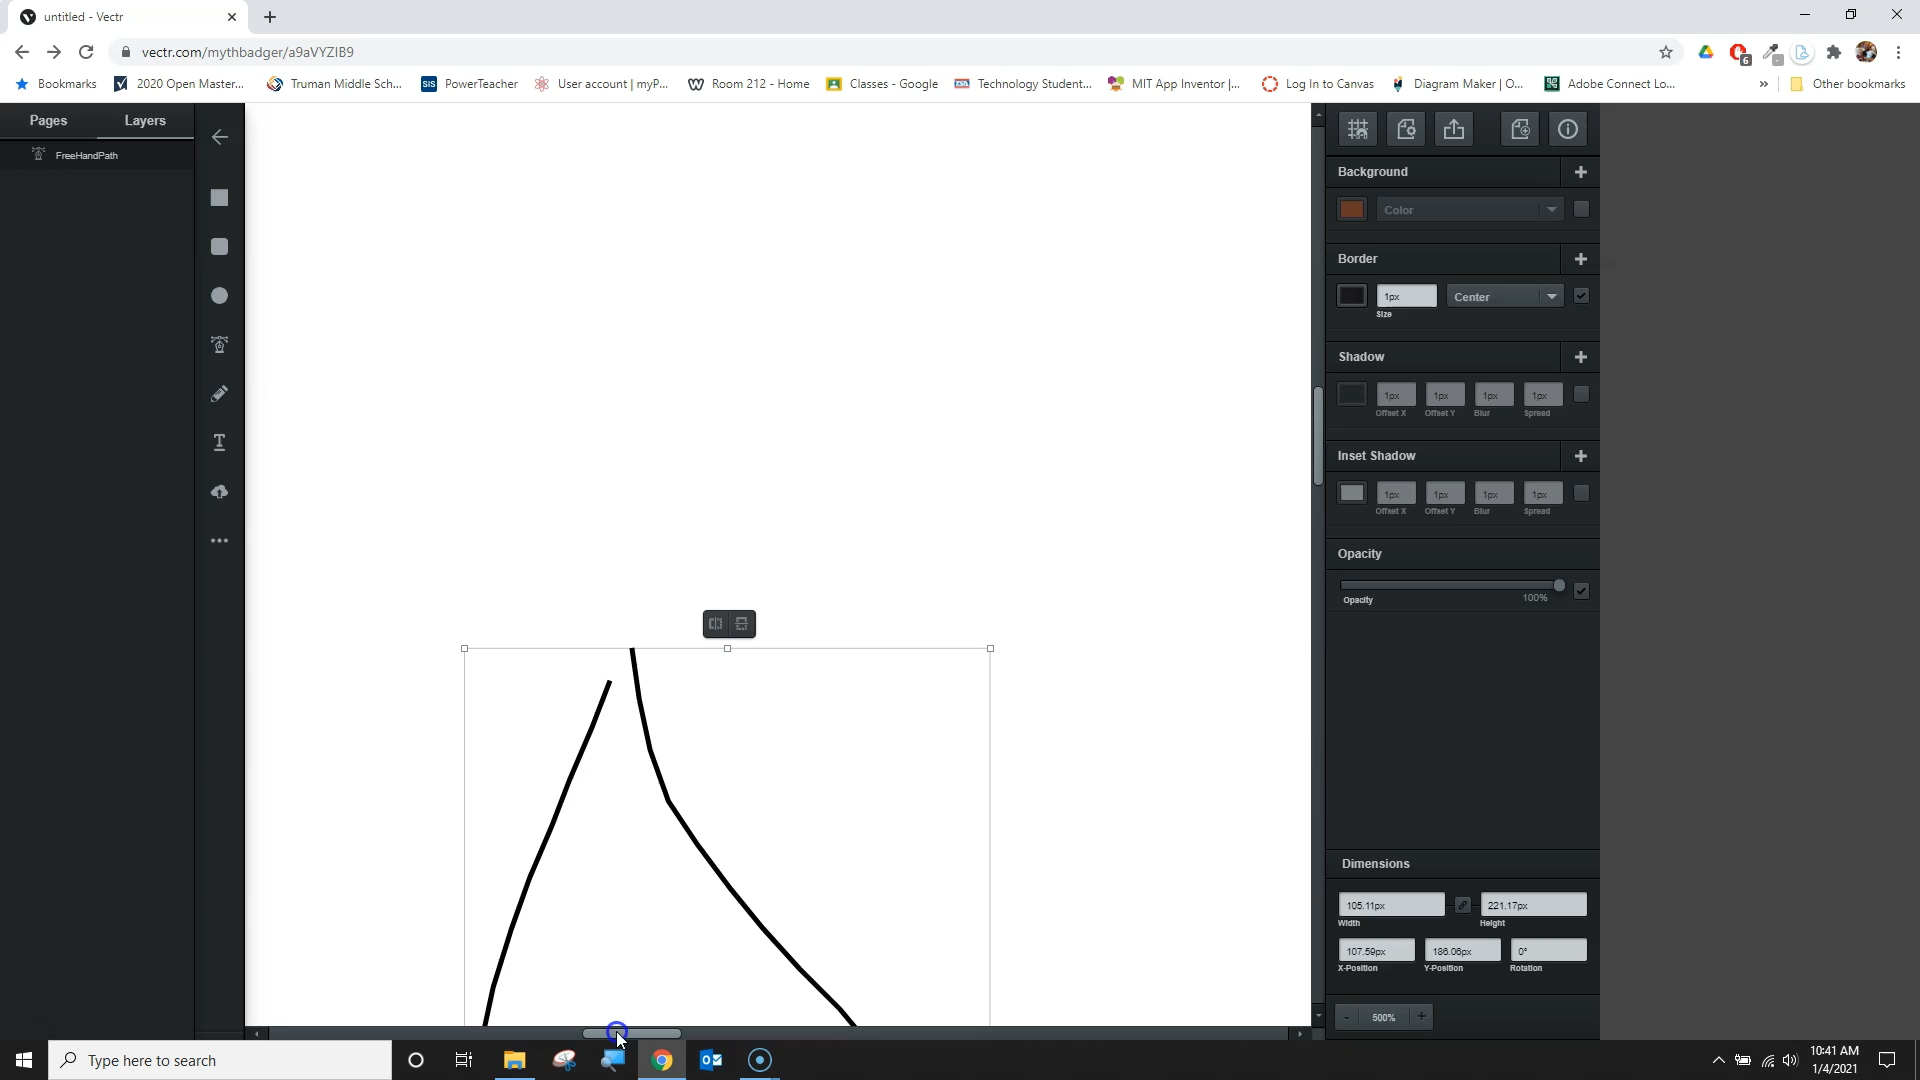 untitled - Vectr
vectr.com/mythbadger/a9aVYZIB9
6
Bookmarks
2020 Open Master...
Truman Middle Sch...
SIS PowerTeacher
User account | myP...
Room 212 - Home
Classes - Google
Technology Student...
MIT App Inventor |...
Log In to Canvas
Diagram Maker | O...
Adobe Connect Lo...
»
Other bookmarks
Pages
Layers
FreeHandPath
Background
Color
Border
1px
Center
Size
Shadow
1px 1px 1px 1px
Offset X Offset Y Blur Spread
Inset Shadow
1px 1px 1px 1px
Offset X Offset Y Blur Spread
Opacity
Opacity 100%
Dimensions
105.11px 221.17px
Width Height
107.59px 186.06px 0°
X-Position Y-Position Rotation
- 500% +
Type here to search
10:41 AM
1/4/2021